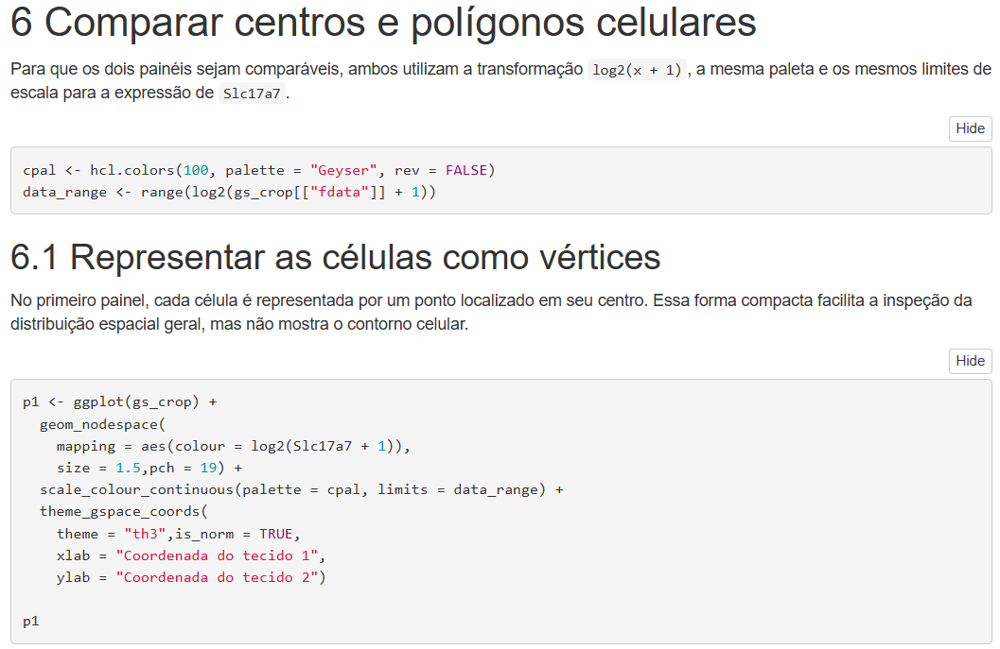 6 Comparar centros e polígonos celulares
Para que os dois painéis sejam comparáveis, ambos utilizam a transformação log2(x + 1) , a mesma paleta e os mesmos limites de
escala para a expressão de Slc17a7 .
Hide
cpal <- hcl.colors(100, palette = "Geyser", rev = FALSE)
data_range <- range(log2(gs_crop[["fdata"]] + 1))
6.1 Representar as células como vértices
No primeiro painel, cada célula é representada por um ponto localizado em seu centro. Essa forma compacta facilita a inspeção da
distribuição espacial geral, mas não mostra o contorno celular.
Hide
p1 <- ggplot(gs_crop) +
  geom_nodespace(
    mapping = aes(colour = log2(Slc17a7 + 1)),
    size = 1.5,pch = 19) +
  scale_colour_continuous(palette = cpal, limits = data_range) +
  theme_gspace_coords(
    theme = "th3",is_norm = TRUE,
    xlab = "Coordenada do tecido 1",
    ylab = "Coordenada do tecido 2")
p1